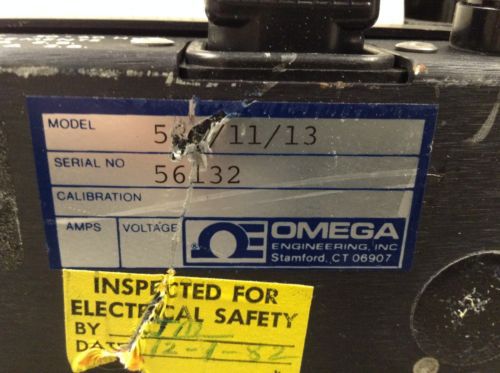 MODEL /11/13
SERIAL NO 56132
CALIBRATION
AMPS VOLTAGE OMEGA
ENGINEERING, INC
Stamford, CT 06907
INSPECTED FOR
ELECTRICAL SAFETY
BY
DATE 12-1-82